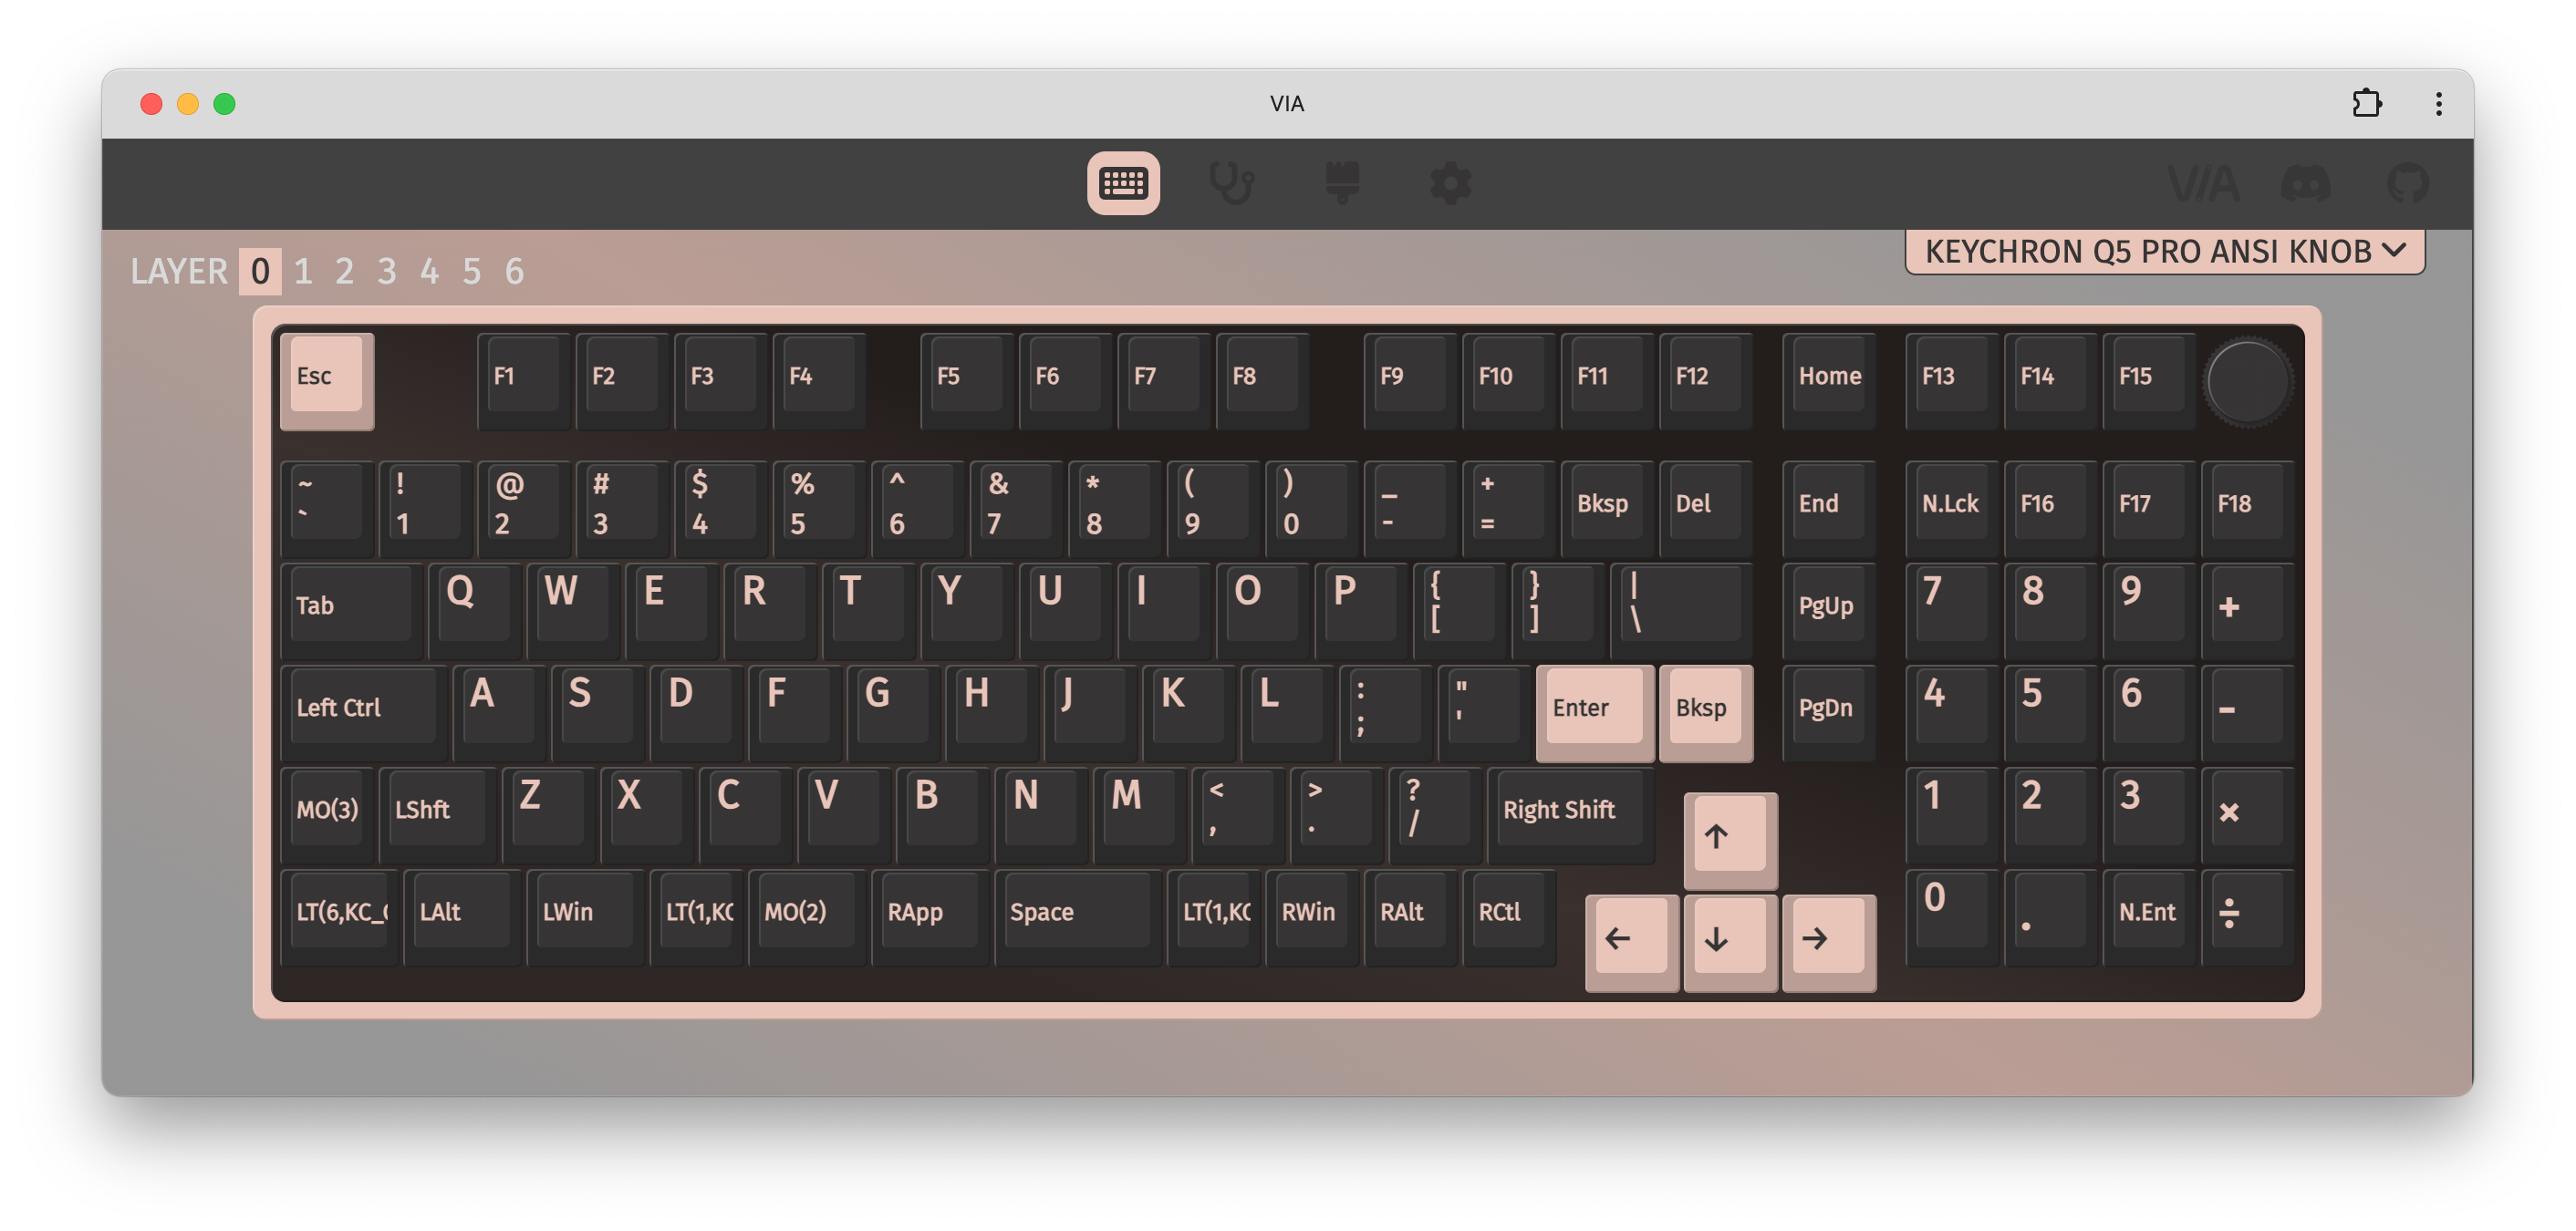 VIA
VIA
LAYER 0 1 2 3 4 5 6
KEYCHRON Q5 PRO ANSI KNOB
Esc F1 F2 F3 F4 F5 F6 F7 F8 F9 F10 F11 F12 Home F13 F14 F15
~ ! @ # $ % ^ & * ( ) _ +
` 1 2 3 4 5 6 7 8 9 0 - = Bksp Del End N.Lck F16 F17 F18
Tab Q W E R T Y U I O P { } | PgUp 7 8 9 +
[ ] \
Left Ctrl A S D F G H J K L : " Enter Bksp PgDn 4 5 6 -
; '
MO(3) LShft Z X C V B N M < > ? Right Shift ↑ 1 2 3 ×
, . /
LT(6,KC_ LAlt LWin LT(1,KC MO(2) RApp Space LT(1,KC RWin RAlt RCtl ← ↓ → 0 . N.Ent ÷